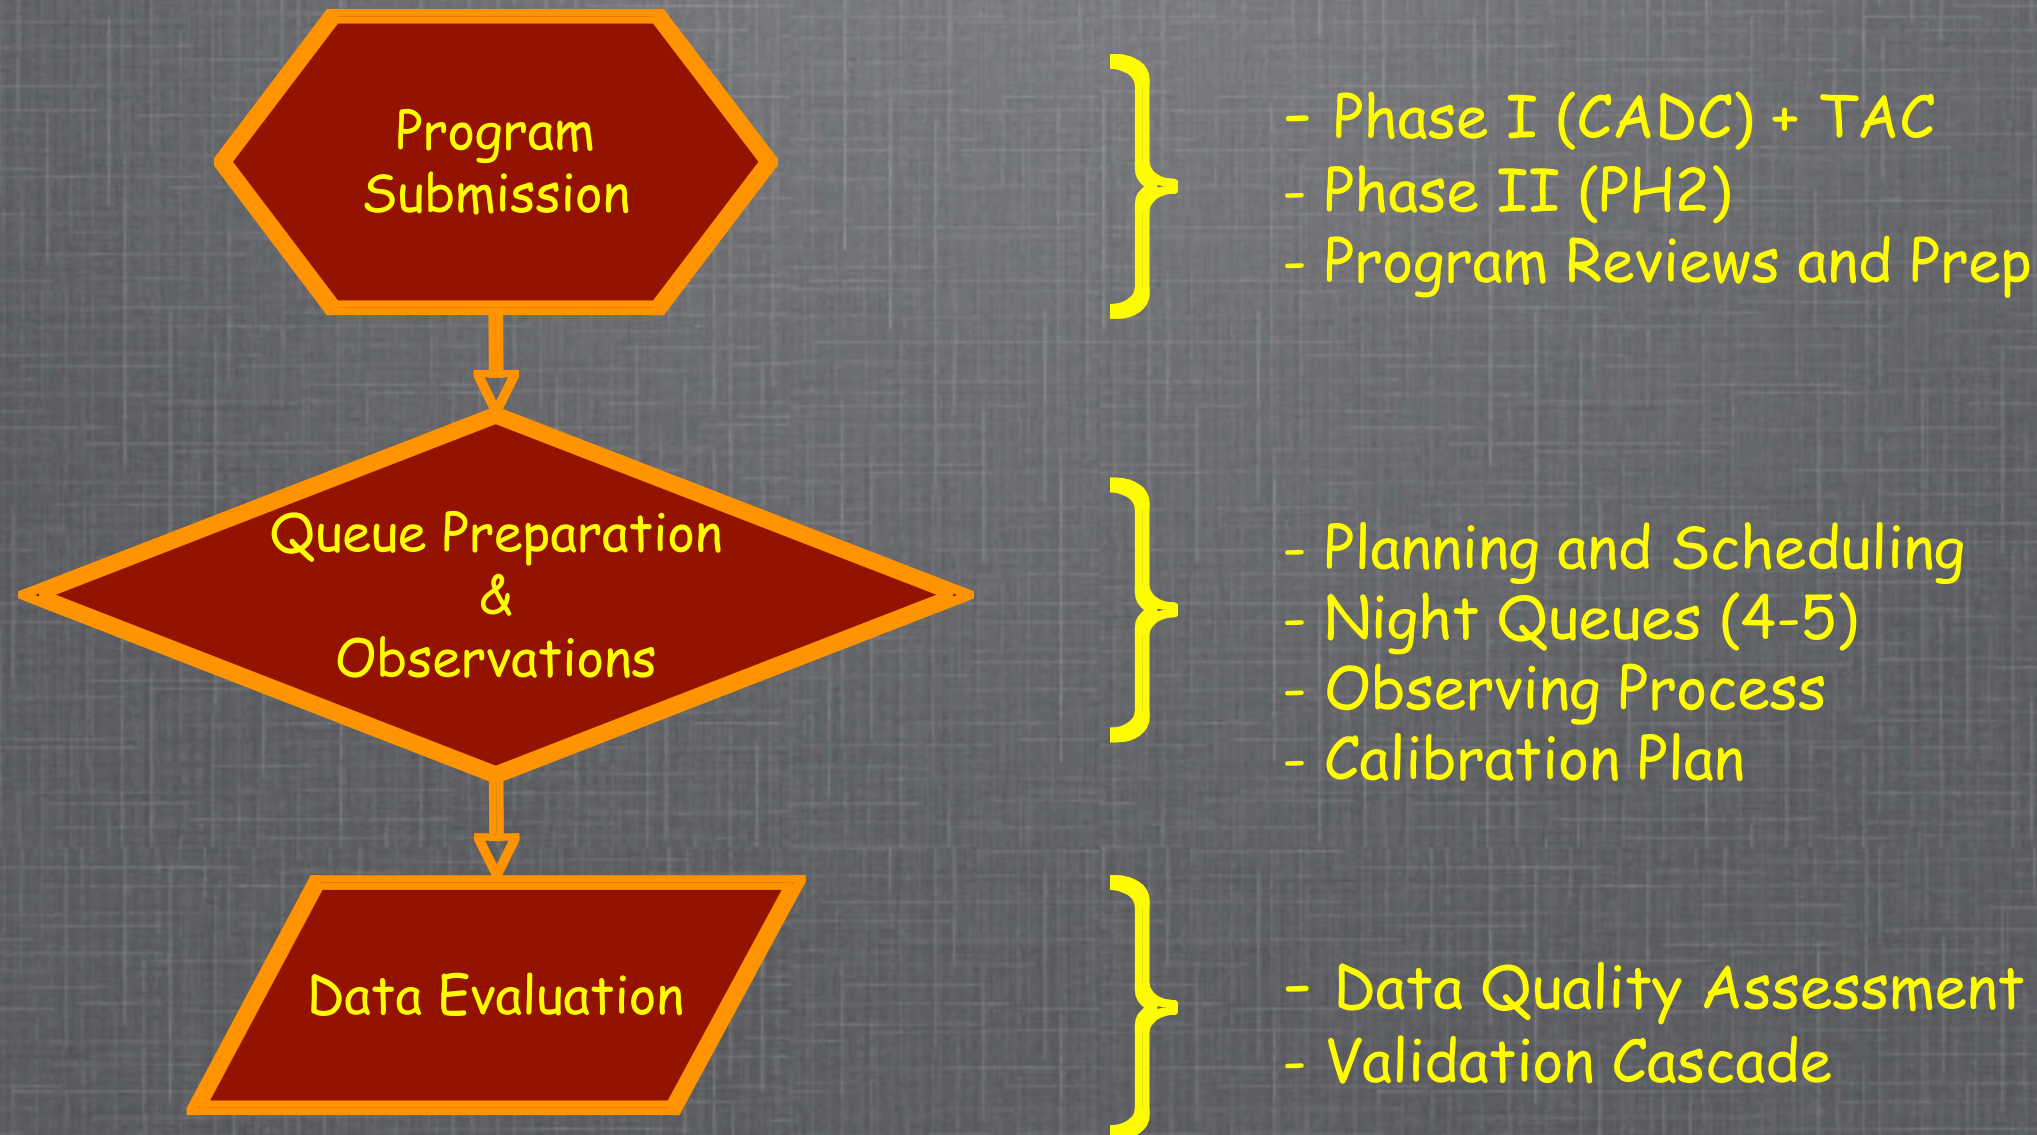 Program
Submission
- Phase I (CADC) + TAC
- Phase II (PH2)
- Program Reviews and Prep
Queue Preparation
&
Observations
- Planning and Scheduling
- Night Queues (4-5)
- Observing Process
- Calibration Plan
Data Evaluation
- Data Quality Assessment
- Validation Cascade